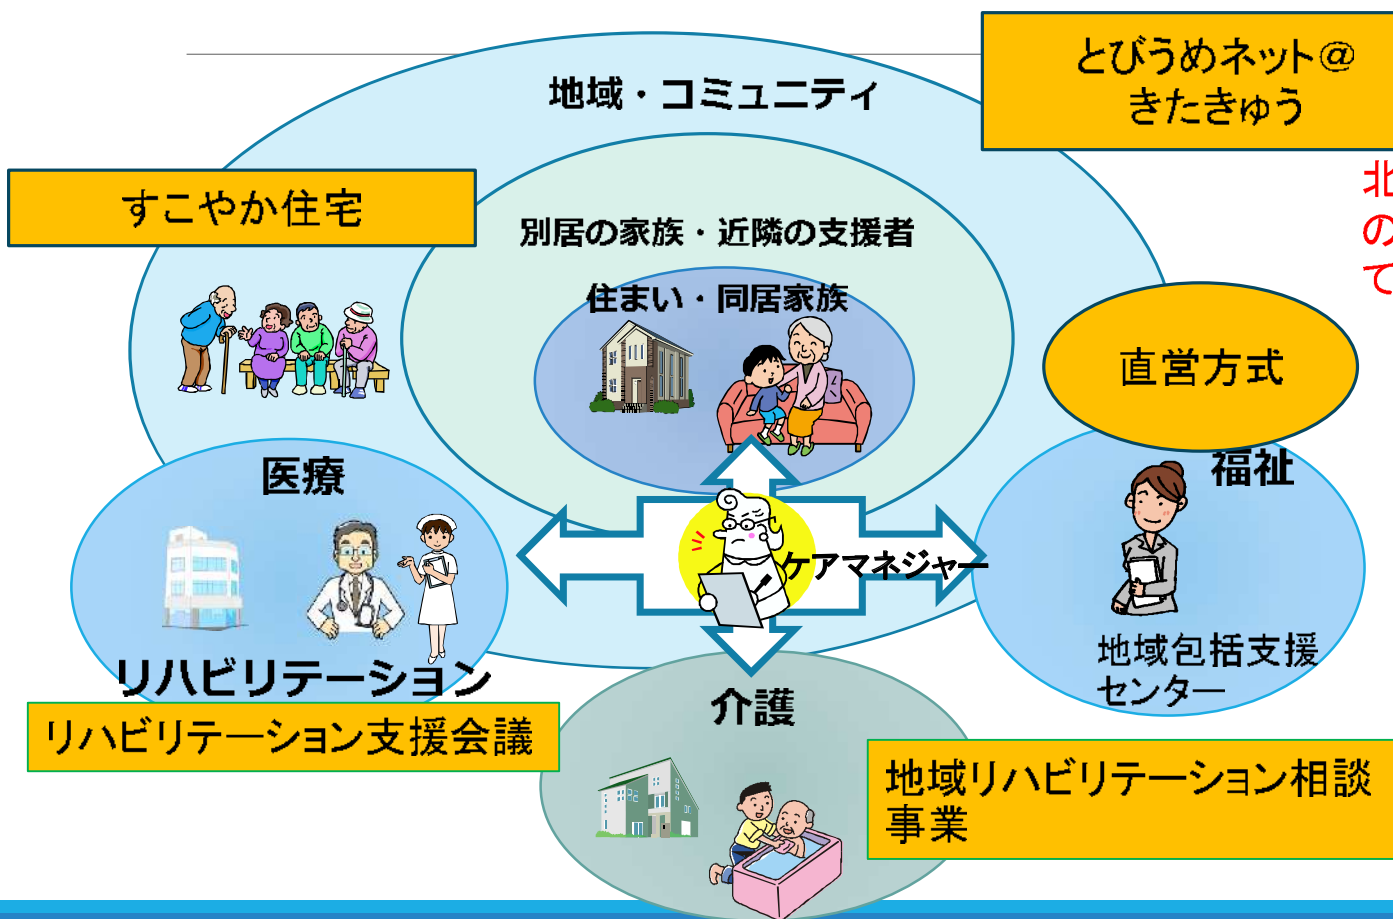 とびうめネット＠
きたきゅう
地域・コミュニティ
すこやか住宅
北
の
て
別居の家族・近隣の支援者
住まい・同居家族
直営方式
医療
福祉
ケアマネジャー
地域包括支援
センター
リハビリテーション
介護
リハビリテーション支援会議
地域リハビリテーション相談
事業